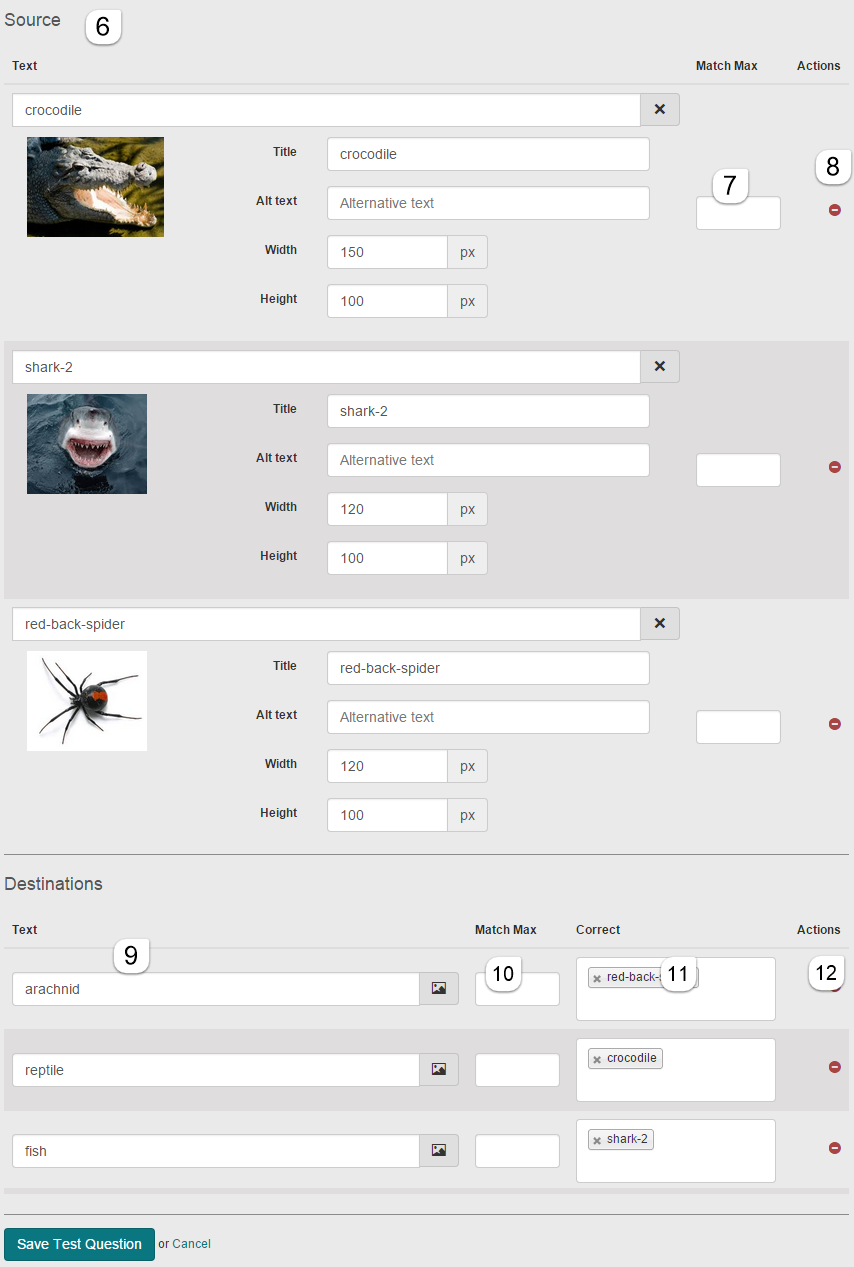 Source 6
Text Match Max Actions
crocodile ×
Title crocodile
8
7
Alt text Alternative text
Width 150 px
Height 100 px
shark-2 ×
Title shark-2
Alt text Alternative text
Width 120 px
Height 100 px
red-back-spider ×
Title red-back-spider
Alt text Alternative text
Width 120 px
Height 100 px
Destinations
Text Match Max Correct Actions
9
10 × red-back- 11 12
arachnid
reptile × crocodile
fish × shark-2
Save Test Question or Cancel